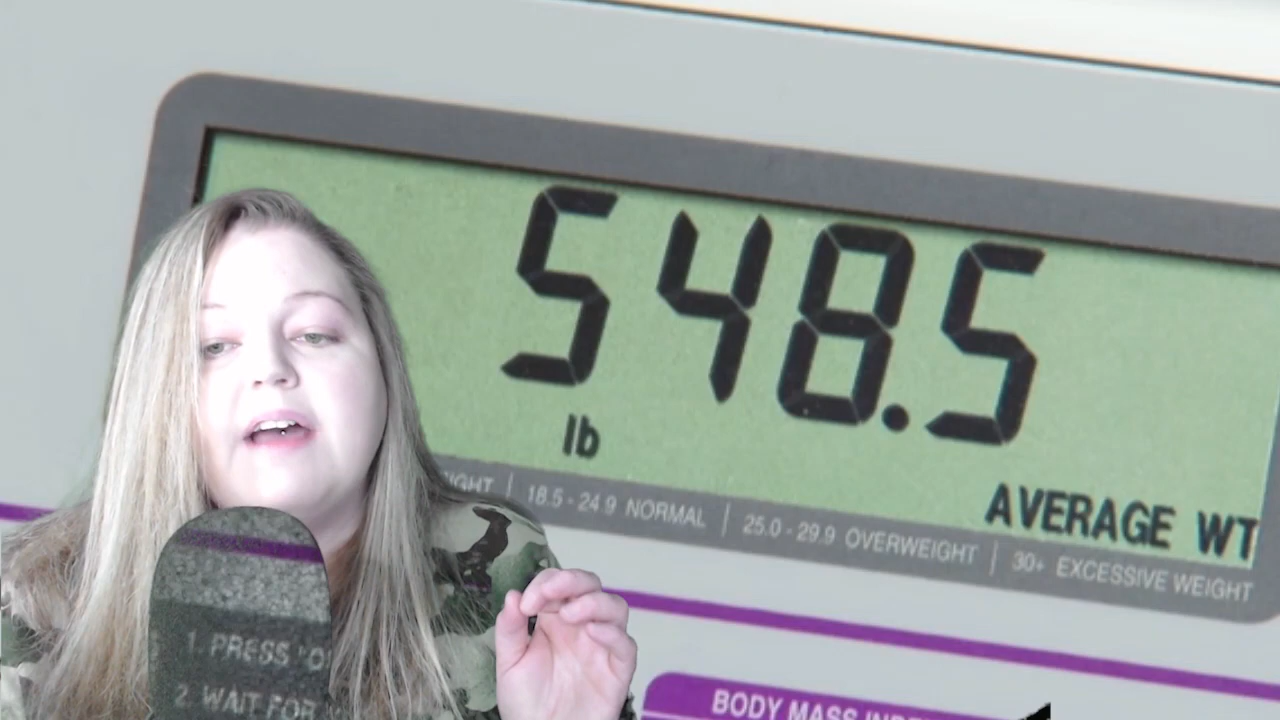 548.5
lb
AVERAGE WT
18.5 - 24.9 NORMAL | 25.0 - 29.9 OVERWEIGHT | 30+ EXCESSIVE WEIGHT
BODY MASS
1. PRESS
2. WAIT FOR